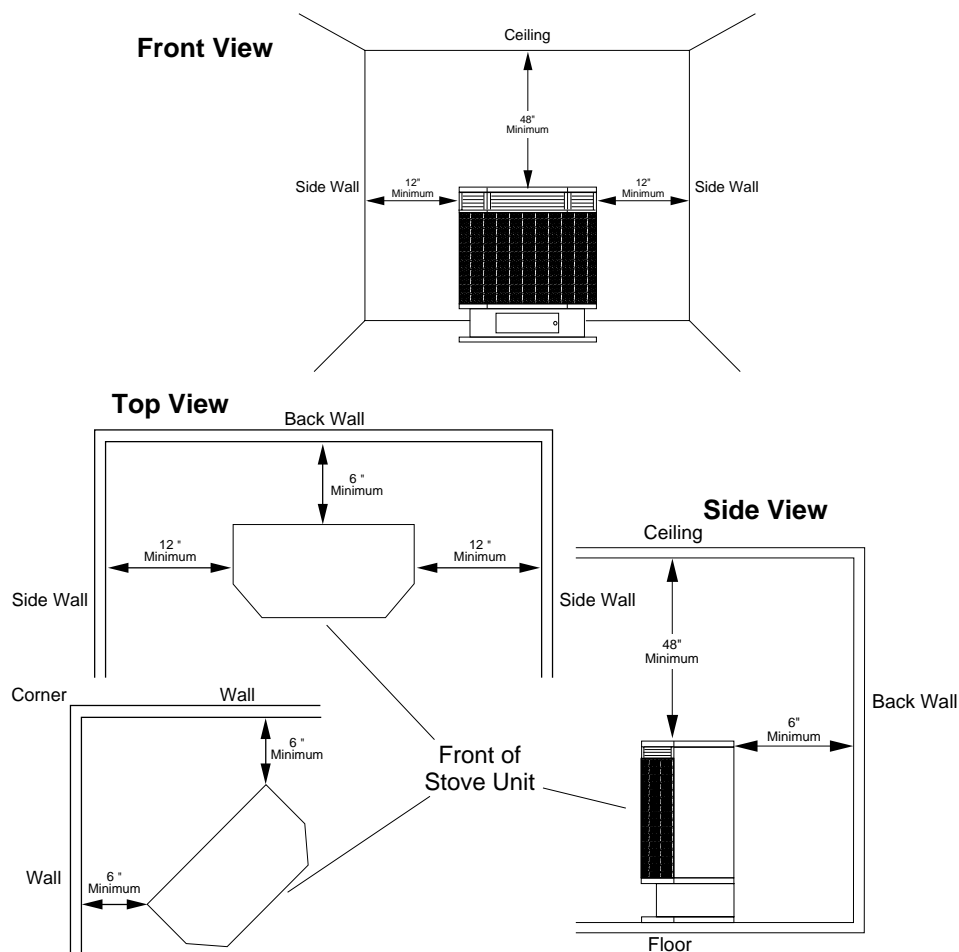 Front View
Ceiling
48"
Minimum
Side Wall
12"
Minimum
12"
Minimum
Side Wall
Top View
Back Wall
6 "
Minimum
12 "
Minimum
12 "
Minimum
Side Wall
Side Wall
Side View
Ceiling
48"
Minimum
6"
Minimum
Back Wall
Floor
Corner
Wall
6 "
Minimum
Wall
6 "
Minimum
Front of
Stove Unit